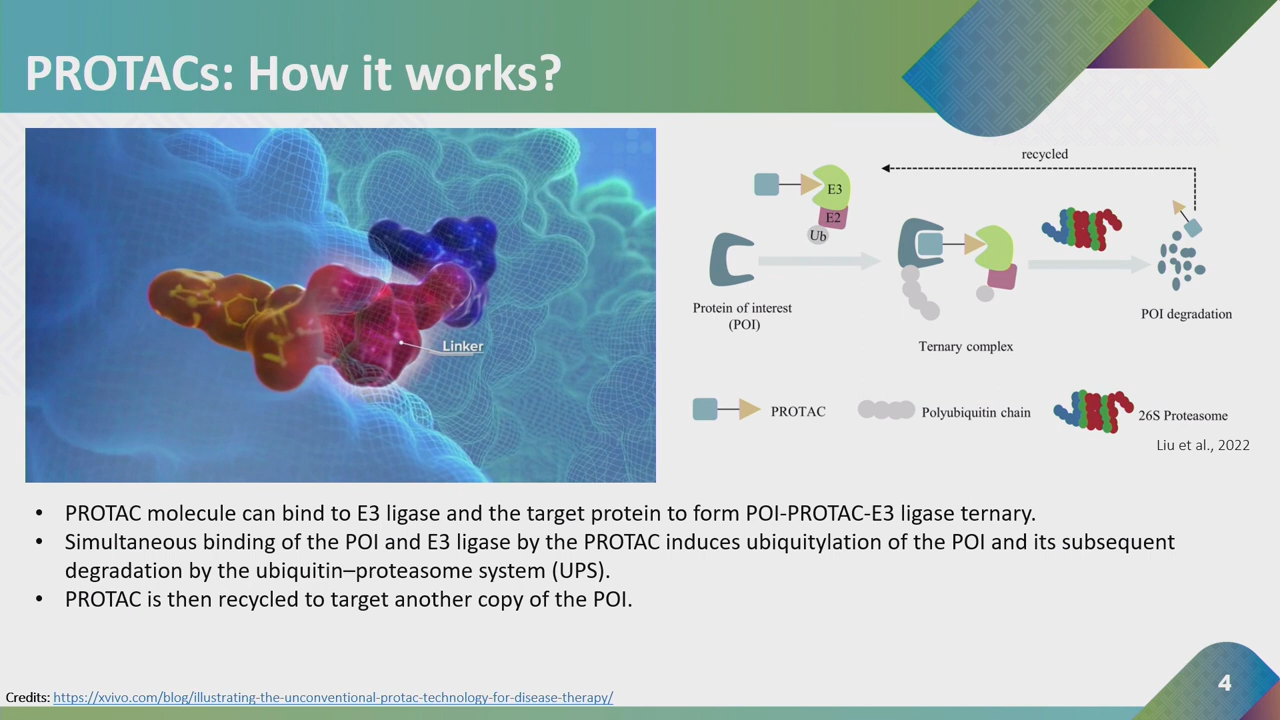 PROTACs: How it works?
Linker
recycled
E3
E2
Ub
Protein of interest
(POI)
Ternary complex
POI degradation
PROTAC
Polyubiquitin chain
26S Proteasome
Liu et al., 2022
• PROTAC molecule can bind to E3 ligase and the target protein to form POI-PROTAC-E3 ligase ternary.
• Simultaneous binding of the POI and E3 ligase by the PROTAC induces ubiquitylation of the POI and its subsequent
degradation by the ubiquitin–proteasome system (UPS).
• PROTAC is then recycled to target another copy of the POI.
4
Credits: https://xvivo.com/blog/illustrating-the-unconventional-protac-technology-for-disease-therapy/